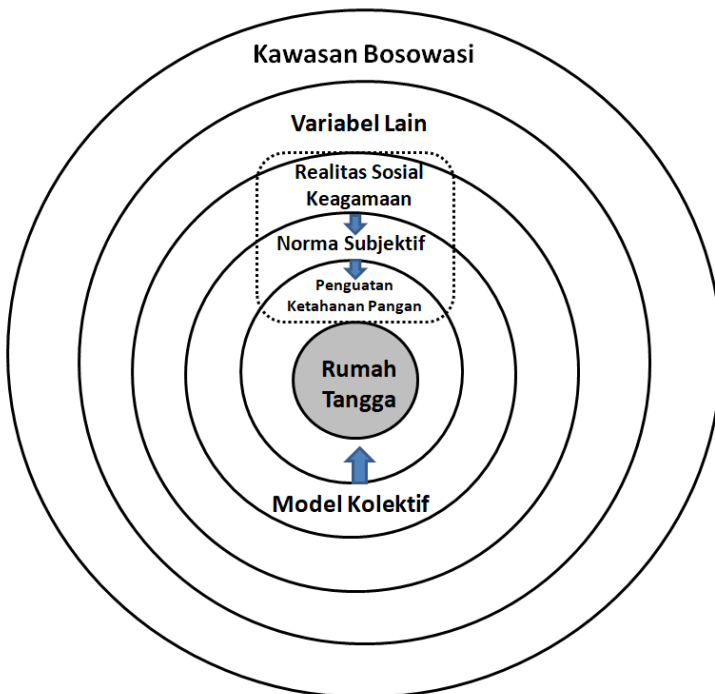 Kawasan Bosowasi
Variabel Lain
Realitas Sosial
Keagamaan
Norma Subjektif
Penguatan
Ketahanan Pangan
Rumah
Tangga
Model Kolektif